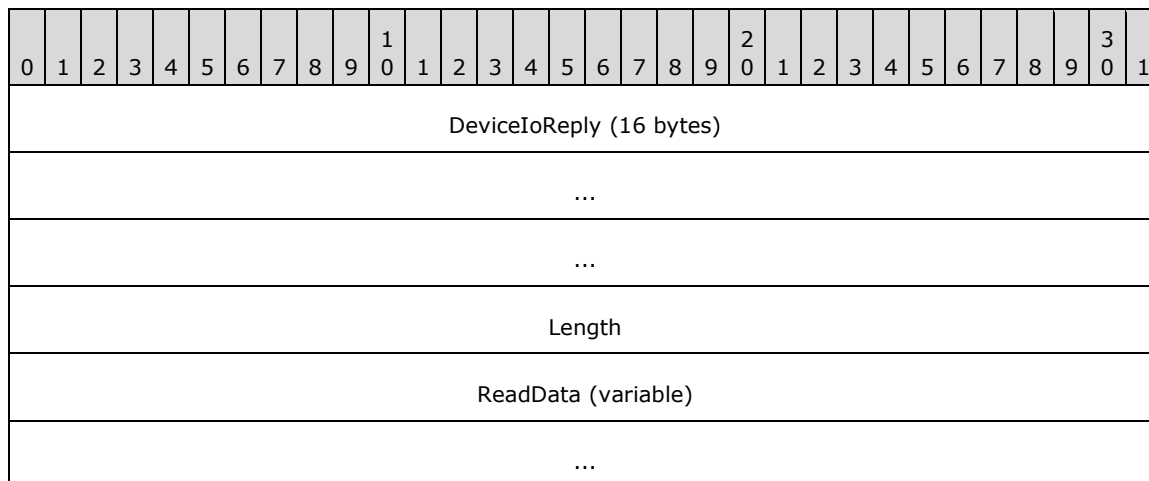 1 2 3
0 1 2 3 4 5 6 7 8 9 0 1 2 3 4 5 6 7 8 9 0 1 2 3 4 5 6 7 8 9 0 1
DeviceIoReply (16 bytes)
...
...
Length
ReadData (variable)
...